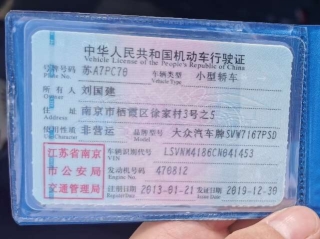 中华人民共和国机动车行驶证
Vehicle License of the People's Republic of China
号牌号码 苏A7PC78 车辆类型 小型轿车
Plate No. Vehicle Type
所有人 刘国建
Owner
住址 南京市栖霞区徐家村3号之5
Address
使用性质 非营运 品牌型号 大众汽车牌SVW7167PSD
Use Character Model
江苏省南京
市公安局
交通管理局
车辆识别代号 LSVNM4186CN041453
VIN
发动机号码 476812
Engine No.
注册日期 2013-01-21 发证日期 2019-12-30
Register Date Issue Date